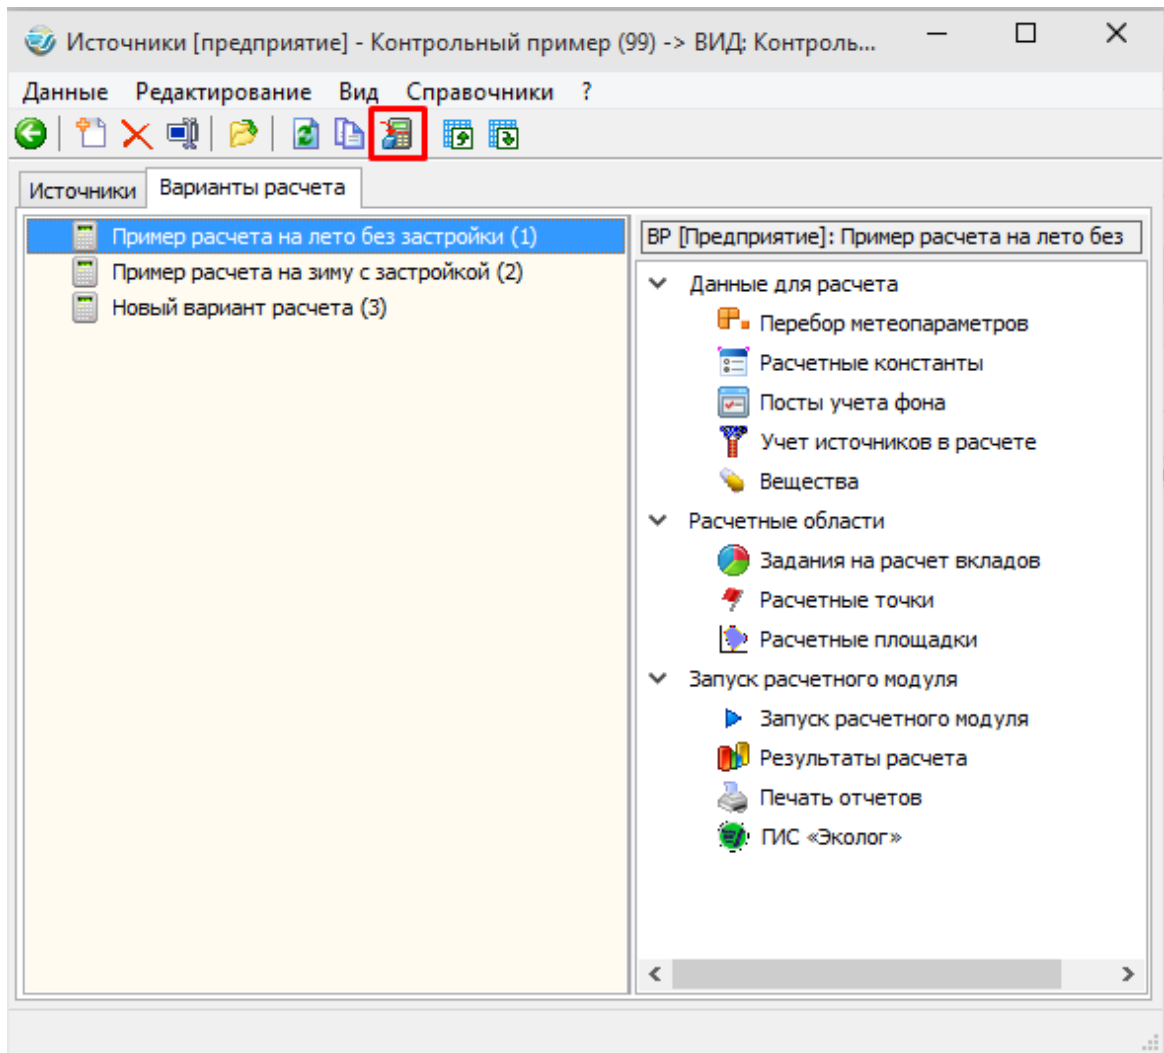 Источники [предприятие] - Контрольный пример (99) -> ВИД: Контроль...
Данные Редактирование Вид Справочники ?
Источники Варианты расчета
Пример расчета на лето без застройки (1)
Пример расчета на зиму с застройкой (2)
Новый вариант расчета (3)
ВР [Предприятие]: Пример расчета на лето без
Данные для расчета
Перебор метеопараметров
Расчетные константы
Посты учета фона
Учет источников в расчете
Вещества
Расчетные области
Задания на расчет вкладов
Расчетные точки
Расчетные площадки
Запуск расчетного модуля
Запуск расчетного модуля
Результаты расчета
Печать отчетов
ГИС «Эколог»